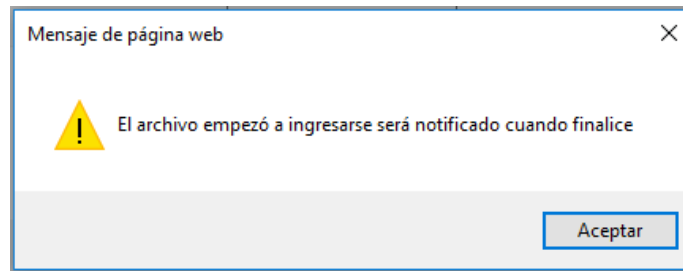 Mensaje de página web
El archivo empezó a ingresarse será notificado cuando finalice
Aceptar